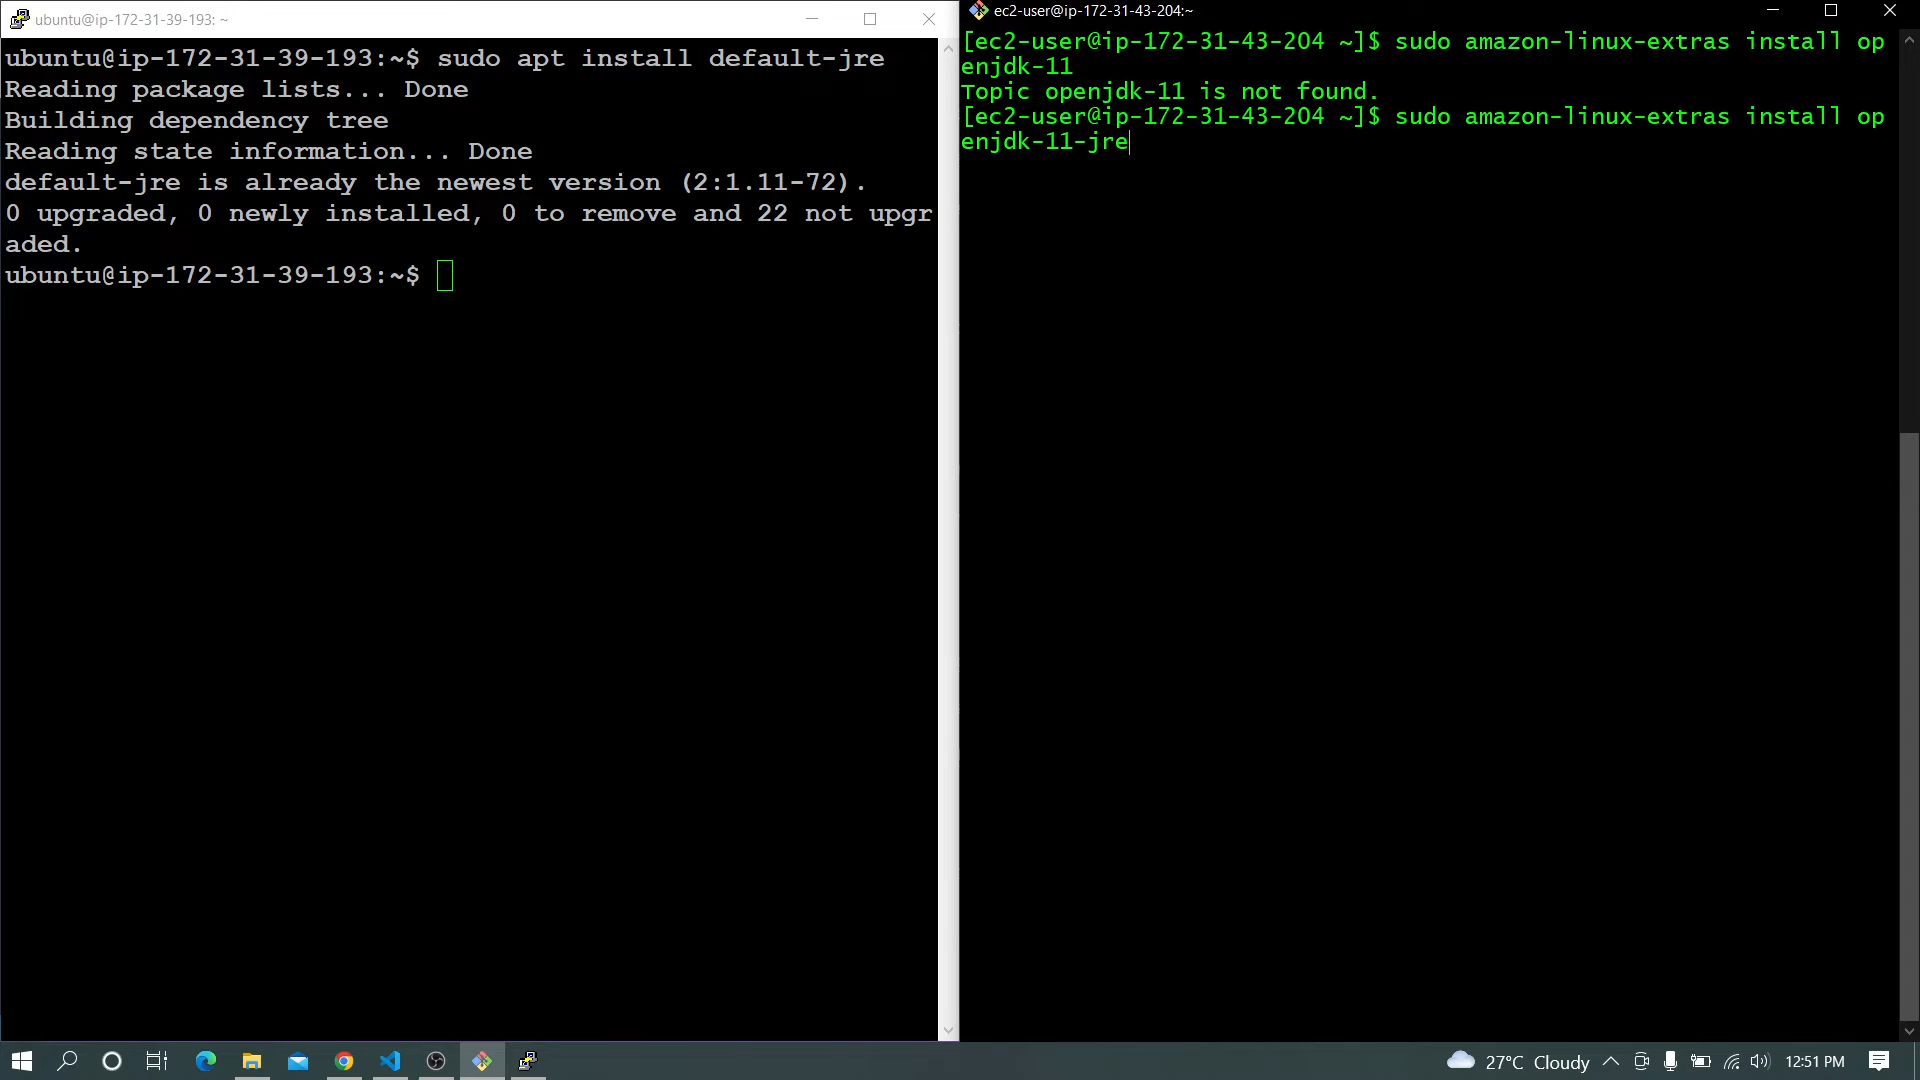 ubuntu@ip-172-31-39-193: ~
ubuntu@ip-172-31-39-193:~$ sudo apt install default-jre
Reading package lists... Done
Building dependency tree
Reading state information... Done
default-jre is already the newest version (2:1.11-72).
0 upgraded, 0 newly installed, 0 to remove and 22 not upgr
aded.
ubuntu@ip-172-31-39-193:~$
ec2-user@ip-172-31-43-204:~
[ec2-user@ip-172-31-43-204 ~]$ sudo amazon-linux-extras install op
enjdk-11
Topic openjdk-11 is not found.
[ec2-user@ip-172-31-43-204 ~]$ sudo amazon-linux-extras install op
enjdk-11-jre
27°C Cloudy
12:51 PM